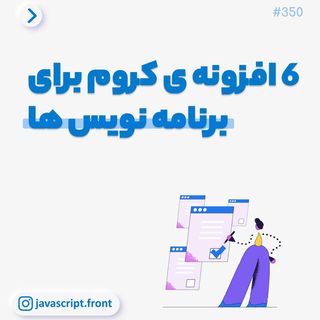 #350
6 افزونه ی کروم برای
برنامه نویس ها
javascript.front